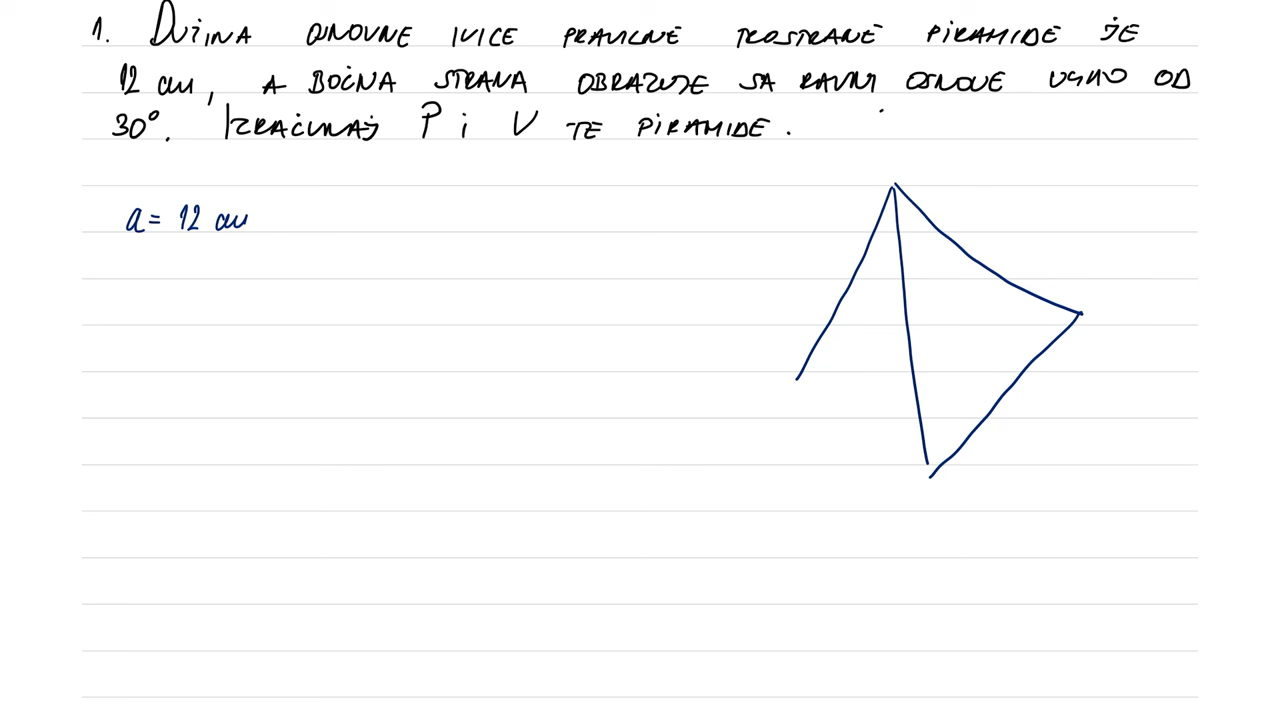 1. Dužina osnovne ivice pravilne trostrane piramide je
12 cm, a bočna strana obrazuje sa ravni osnove ugao od
30°. Izračunaj P i V te piramide.
a = 12 cm